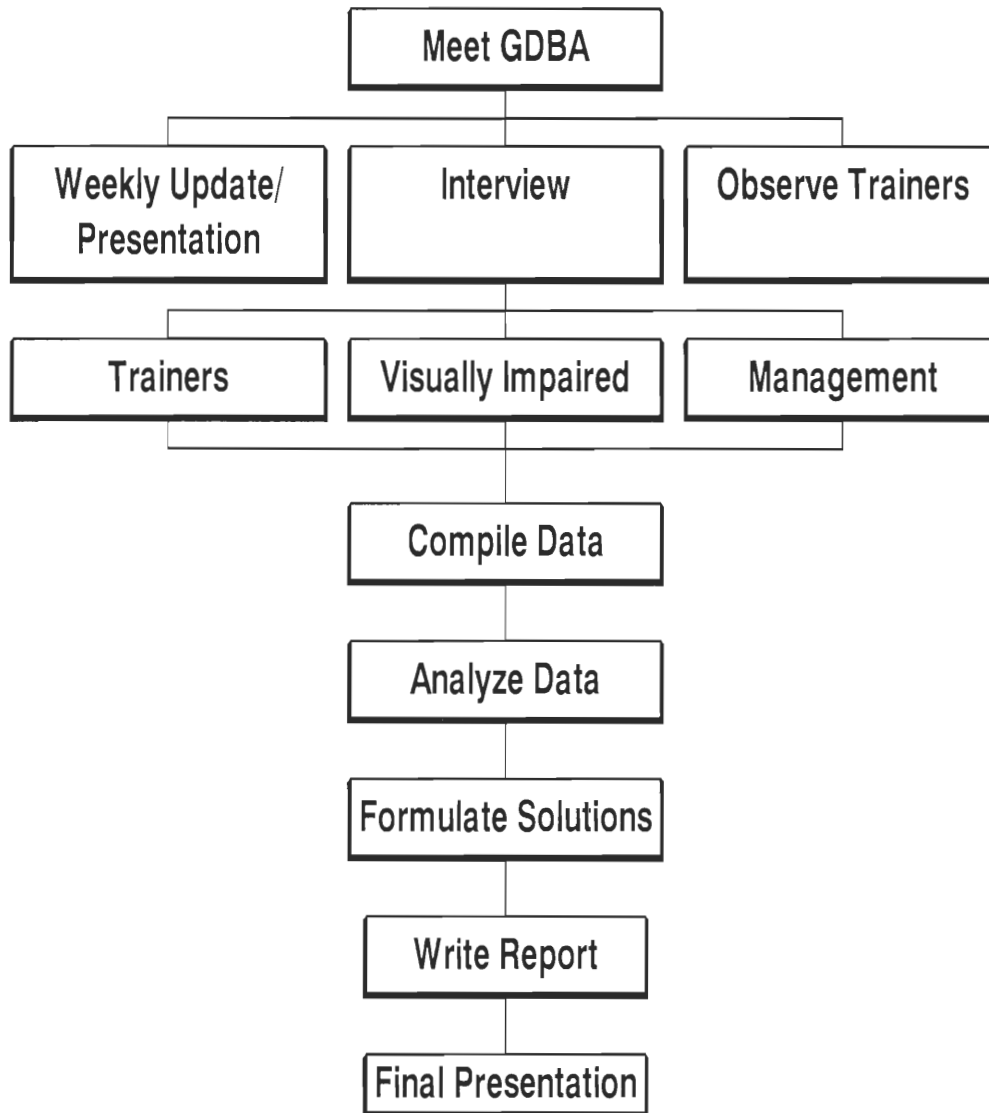 Meet GDBA
Weekly Update/
Presentation
Interview
Observe Trainers
Trainers
Visually Impaired
Management
Compile Data
Analyze Data
Formulate Solutions
Write Report
Final Presentation